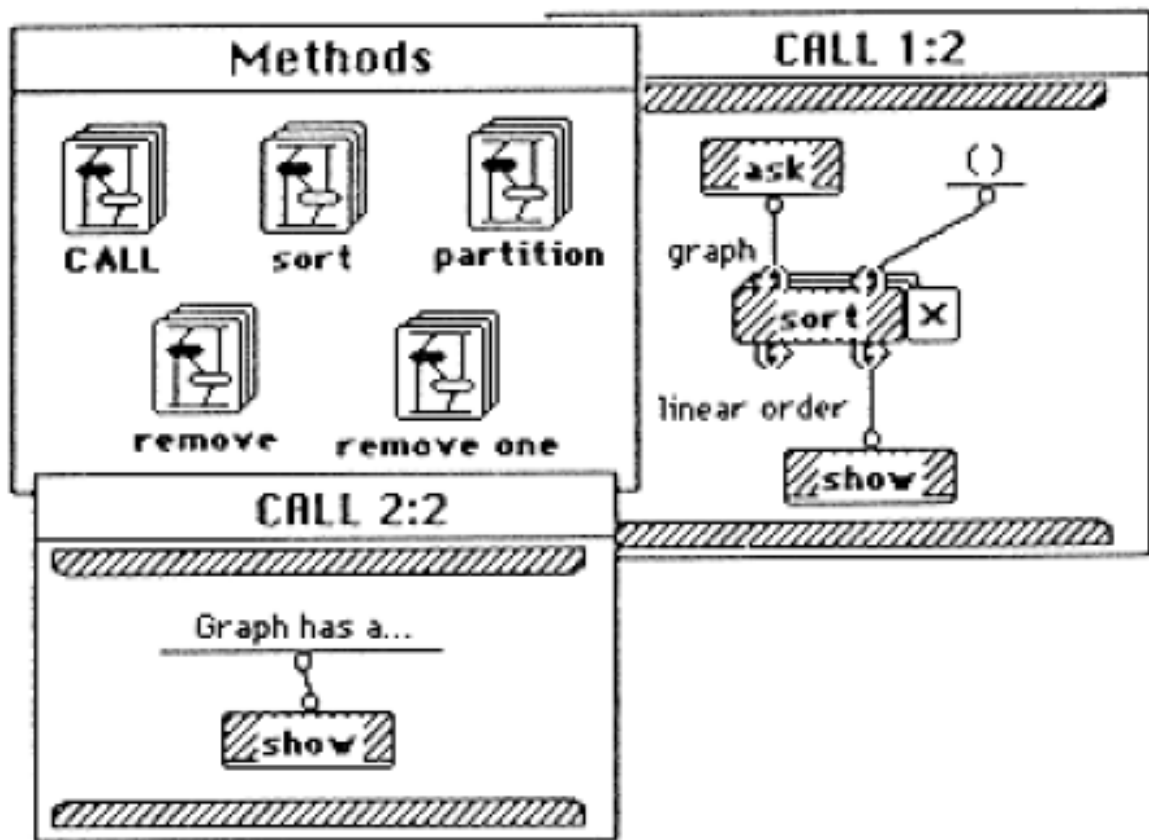 Methods
CALL
sort
partition
remove
remove one
CALL 1:2
ask
()
graph
sort
X
linear order
show
CALL 2:2
Graph has a...
show